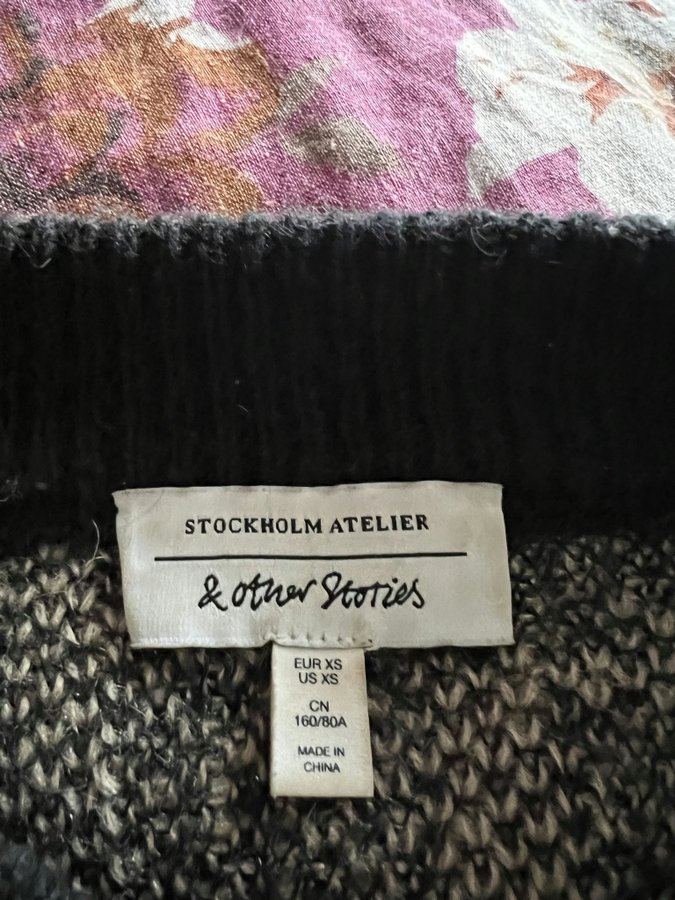 STOCKHOLM ATELIER
& other Stories
EUR XS
US XS
CN
160/80A
MADE IN
CHINA